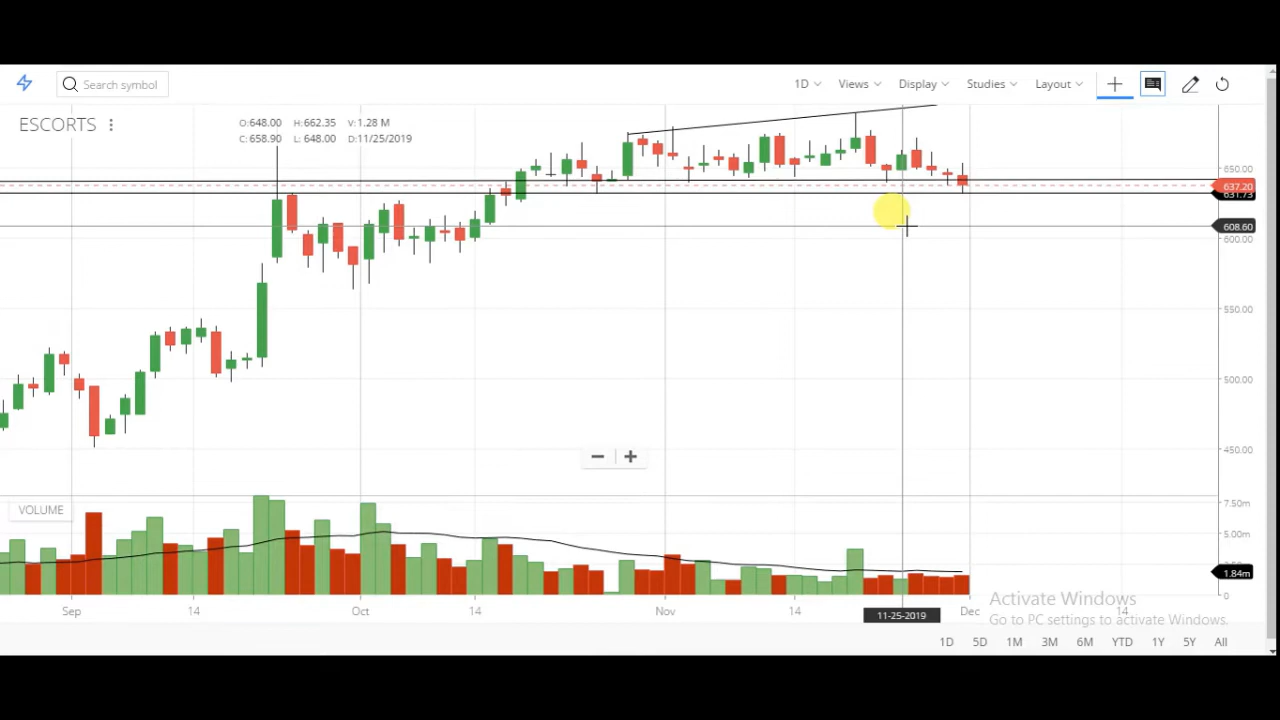 Search symbol
1D Views Display Studies Layout
ESCORTS
O:648.00 H:662.35 V:1.28 M
C:658.90 L: 648.00 D:11/25/2019
650.00
637.20
631.73
608.60
600.00
550.00
500.00
450.00
VOLUME
7.50m
5.00m
1.84m
0
Sep 14 Oct 14 Nov 14 11-25-2019 Dec 14
Activate Windows
Go to PC settings to activate Windows.
1D 5D 1M 3M 6M YTD 1Y 5Y All